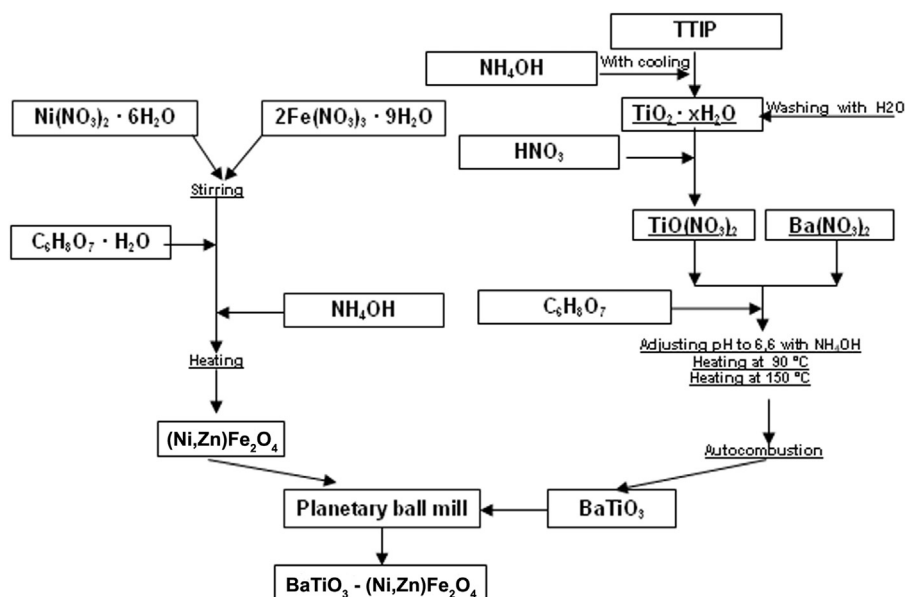 TTIP
NH₄OH
With cooling
Ni(NO₃)₂ · 6H₂O
2Fe(NO₃)₃ · 9H₂O
TiO₂ · xH₂O
Washing with H2O
HNO₃
Stirring
C₆H₈O₇ · H₂O
TiO(NO₃)₂
Ba(NO₃)₂
NH₄OH
C₆H₈O₇
Heating
Adjusting pH to 6,6 with NH₄OH
Heating at 90 °C
Heating at 150 °C
(Ni,Zn)Fe₂O₄
Autocombustion
Planetary ball mill
BaTiO₃
BaTiO₃ - (Ni,Zn)Fe₂O₄